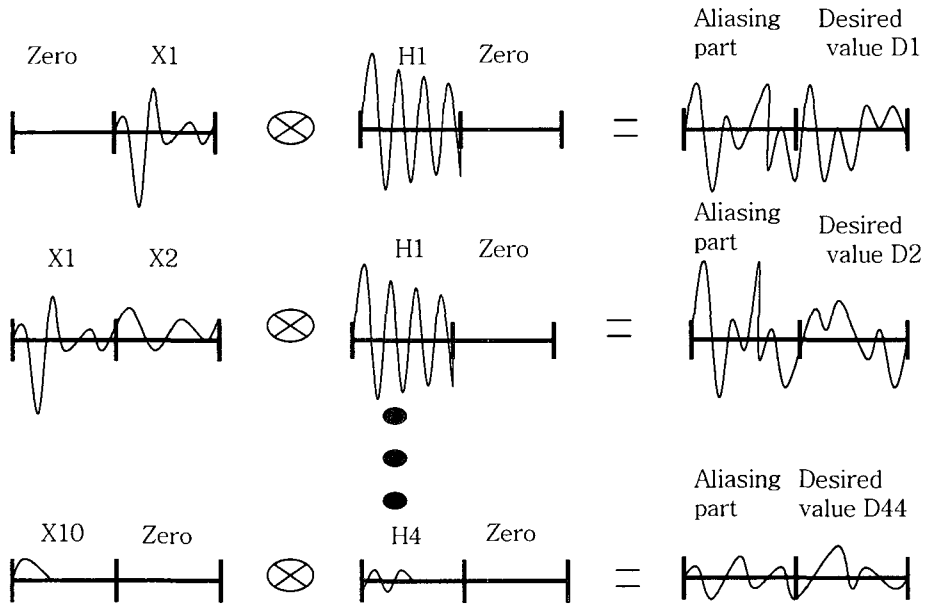 Zero X1 H1 Zero Aliasing Desired
part value D1
X1 X2 H1 Zero Aliasing Desired
part value D2
X10 Zero H4 Zero Aliasing Desired
part value D44